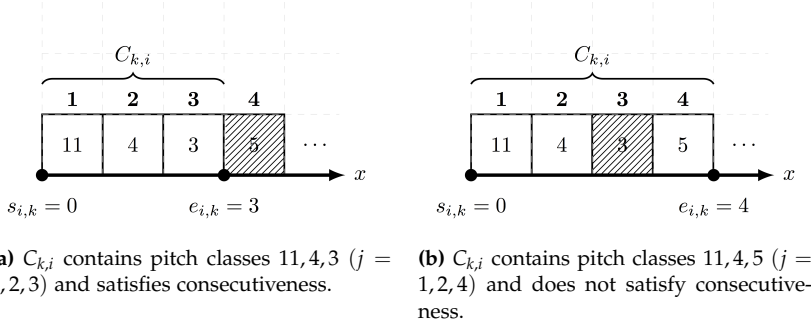 C_{k,i} C_{k,i}
1 2 3 4 1 2 3 4
11 4 3 5 ··· 11 4 3 5 ···
x x
s_{i,k} = 0 e_{i,k} = 3 s_{i,k} = 0 e_{i,k} = 4
) C_{k,i} contains pitch classes 11, 4, 3 (j =
, 2, 3) and satisfies consecutiveness.
(b) C_{k,i} contains pitch classes 11, 4, 5 (j =
1, 2, 4) and does not satisfy consecutive-
ness.